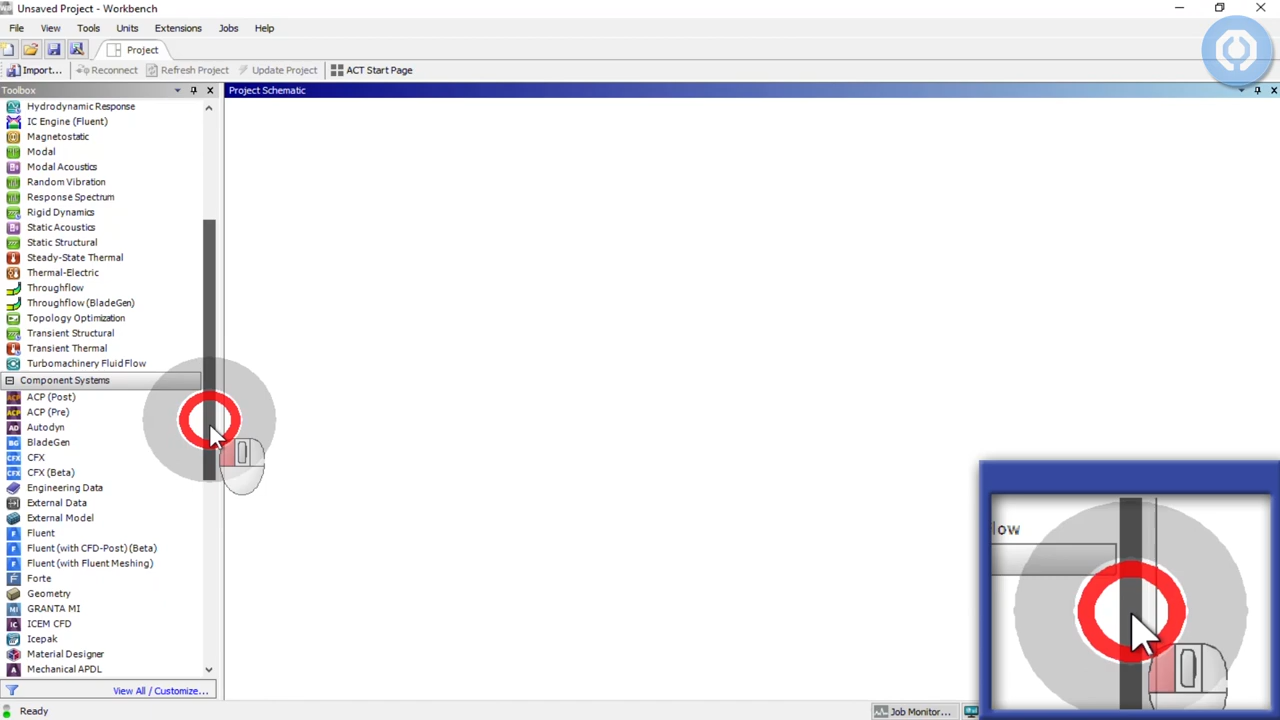 Unsaved Project - Workbench
File View Tools Units Extensions Jobs Help
Project
Import... Reconnect Refresh Project Update Project ACT Start Page
Toolbox
Project Schematic
Hydrodynamic Response
IC Engine (Fluent)
Magnetostatic
Modal
Modal Acoustics
Random Vibration
Response Spectrum
Rigid Dynamics
Static Acoustics
Static Structural
Steady-State Thermal
Thermal-Electric
Throughflow
Throughflow (BladeGen)
Topology Optimization
Transient Structural
Transient Thermal
Turbomachinery Fluid Flow
Component Systems
ACP (Post)
ACP (Pre)
Autodyn
BladeGen
CFX
CFX (Beta)
Engineering Data
External Data
External Model
Fluent
Fluent (with CFD-Post) (Beta)
Fluent (with Fluent Meshing)
Forte
Geometry
GRANTA MI
ICEM CFD
Icepak
Material Designer
Mechanical APDL
View All / Customize...
Ready
Job Monitor...
low